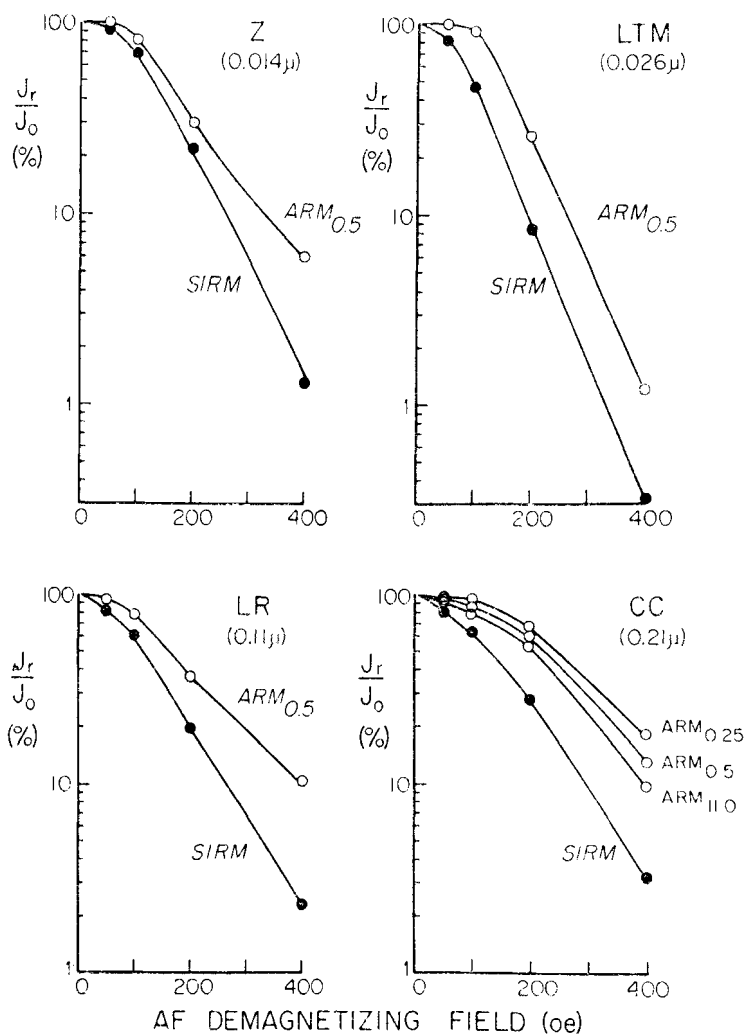 100
Z
(0.014μ)
Jr
J0
(%)
10
ARM0.5
SIRM
1
0
200
400
100
LTM
(0.026μ)
Jr
J0
(%)
10
ARM0.5
SIRM
1
0
200
400
100
LR
(0.11μ)
Jr
J0
(%)
ARM0.5
10
SIRM
1
0
200
400
100
CC
(0.21μ)
Jr
J0
(%)
ARM0.25
ARM0.5
ARM11.0
10
SIRM
1
0
200
400
AF DEMAGNETIZING FIELD (oe)